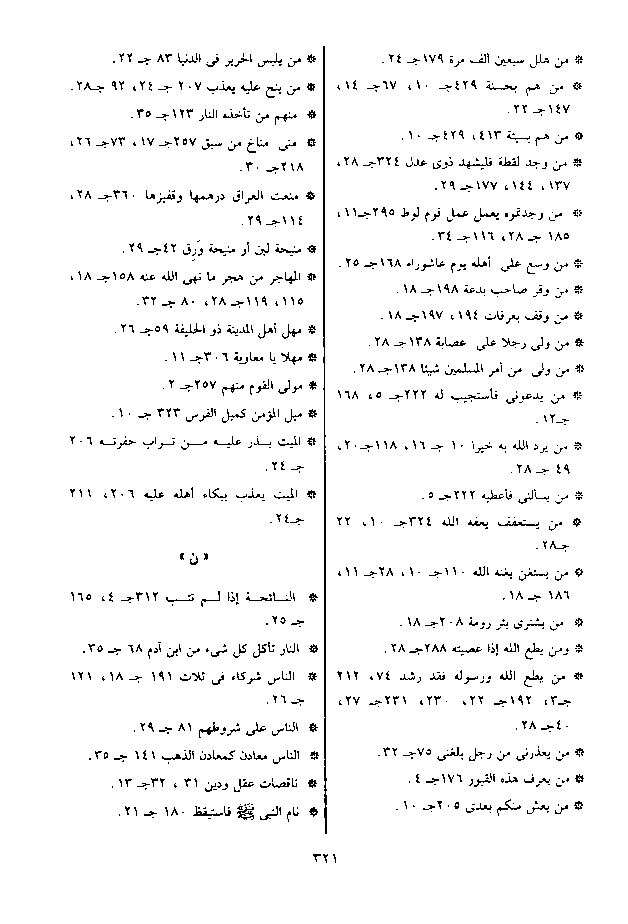 * من هلل سبعين ألف مرة ١٧٩ جـ ٢٤.
* من هم بحسنة ٤٢٩ جـ ١٠، ٦٧ جـ ١٤،
١٤٧ جـ ٢٢.
* من هم بسيئة ٤١٣، ٤٢٩ جـ ١٠.
* من وجد لقطة فليشهد ذوى عدل ٣٢٤ جـ ٢٨،
١٣٧، ١٤٤، ١٧٧ جـ ٢٩.
* من وجدتموه يعمل عمل قوم لوط ٢٩٥ جـ ١١،
١٨٥ جـ ٢٨، ١١٦ جـ ٣٤.
* من وسع على أهله يوم عاشوراء ١٦٨ جـ ٢٥.
* من وقر صاحب بدعة ١٩٨ جـ ١٨.
* من وقف بعرفات ١٩٤، ١٩٧ جـ ١٨.
* من ولى رجلا على عصابة ١٣٨ جـ ٢٨.
* من ولى من أمر المسلمين شيئا ١٣٨ جـ ٢٨.
* من يدعونى فأستجيب له ٢٢٢ جـ ٥، ١٦٨
جـ ١٢.
* من يرد الله به خيرا ١٠ جـ ١٦، ١١٨ جـ ٢٠،
٤٩ جـ ٢٨.
* من يسألنى فأعطيه ٢٢٢ جـ ٥.
* من يستعفف يعفه الله ٣٢٤ جـ ١٠، ٢٢
جـ ٢٨.
* من يستغن يغنه الله ١١٠ جـ ١٠، ٢٨ جـ ١١،
١٨٦ جـ ١٨.
* من يشترى بئر رومة ٢٠٨ جـ ١٨.
* ومن يطع الله إذا عصيته ٢٨٨ جـ ٢٨.
* من يطع الله ورسوله فقد رشد ٧٤، ٢١٢
جـ ٣، ١٩٢ جـ ٢٢، ٢٣٠، ٢٣١ جـ ٢٧،
٤٠ جـ ٢٨.
* من يعذرنى من رجل بلغنى ٧٥ جـ ٣٢.
* من يعرف هذه القبور ١٧٦ جـ ٤.
* من يعش منكم بعدى ٢٠٥ جـ ١٠.
* من يلبس الحرير فى الدنيا ٨٣ جـ ٢٢.
* من ينح عليه يعذب ٢٠٧ جـ ٢٤، ٩٢ جـ ٢٨.
* منهم من تأخذه النار ١٢٣ جـ ٣٥.
* منى مناخ من سبق ٢٥٧ جـ ١٧، ٧٣ جـ ٢٦،
٢١٨ جـ ٣٠.
* منعت العراق درهمها وقفيزها ٣٦٠ جـ ٢٨،
١١٤ جـ ٢٩.
* منيحة لبن أو منيحة وَرِق ٤٢ جـ ٢٩.
* المهاجر من هجر ما نهى الله عنه ١٥٨ جـ ١٨،
١١٥، ١١٩ جـ ٢٨، ٨٠ جـ ٣٢.
* مهل أهل المدينة ذو الحليفة ٥٩ جـ ٢٦.
* مهلا يا معاوية ٣٠٦ جـ ١١.
* مولى القوم منهم ٢٥٧ جـ ٢.
* ميل المؤمن كميل الفرس ٣٢٣ جـ ١٠.
* الميت يذر عليه من تراب حفرته ٢٠٦
جـ ٢٤.
* الميت يعذب ببكاء أهله عليه ٢٠٦، ٢١١
جـ ٢٤.
« ن »
* النائحة إذا لم تتب ٣١٢ جـ ٤، ١٦٥
جـ ٢٥.
* النار تأكل كل شىء من ابن آدم ٦٨ جـ ٣٥.
* الناس شركاء فى ثلاث ١٩١ جـ ١٨، ١٢١
جـ ٢٦.
* الناس على شروطهم ٨١ جـ ٢٩.
* الناس معادن كمعادن الذهب ١٤١ جـ ٣٥.
* ناقصات عقل ودين ٣١، ٣٢ جـ ١٣.
* نام النبى ﷺ فاستيقظ ١٨٠ جـ ٢١.
٣٢١